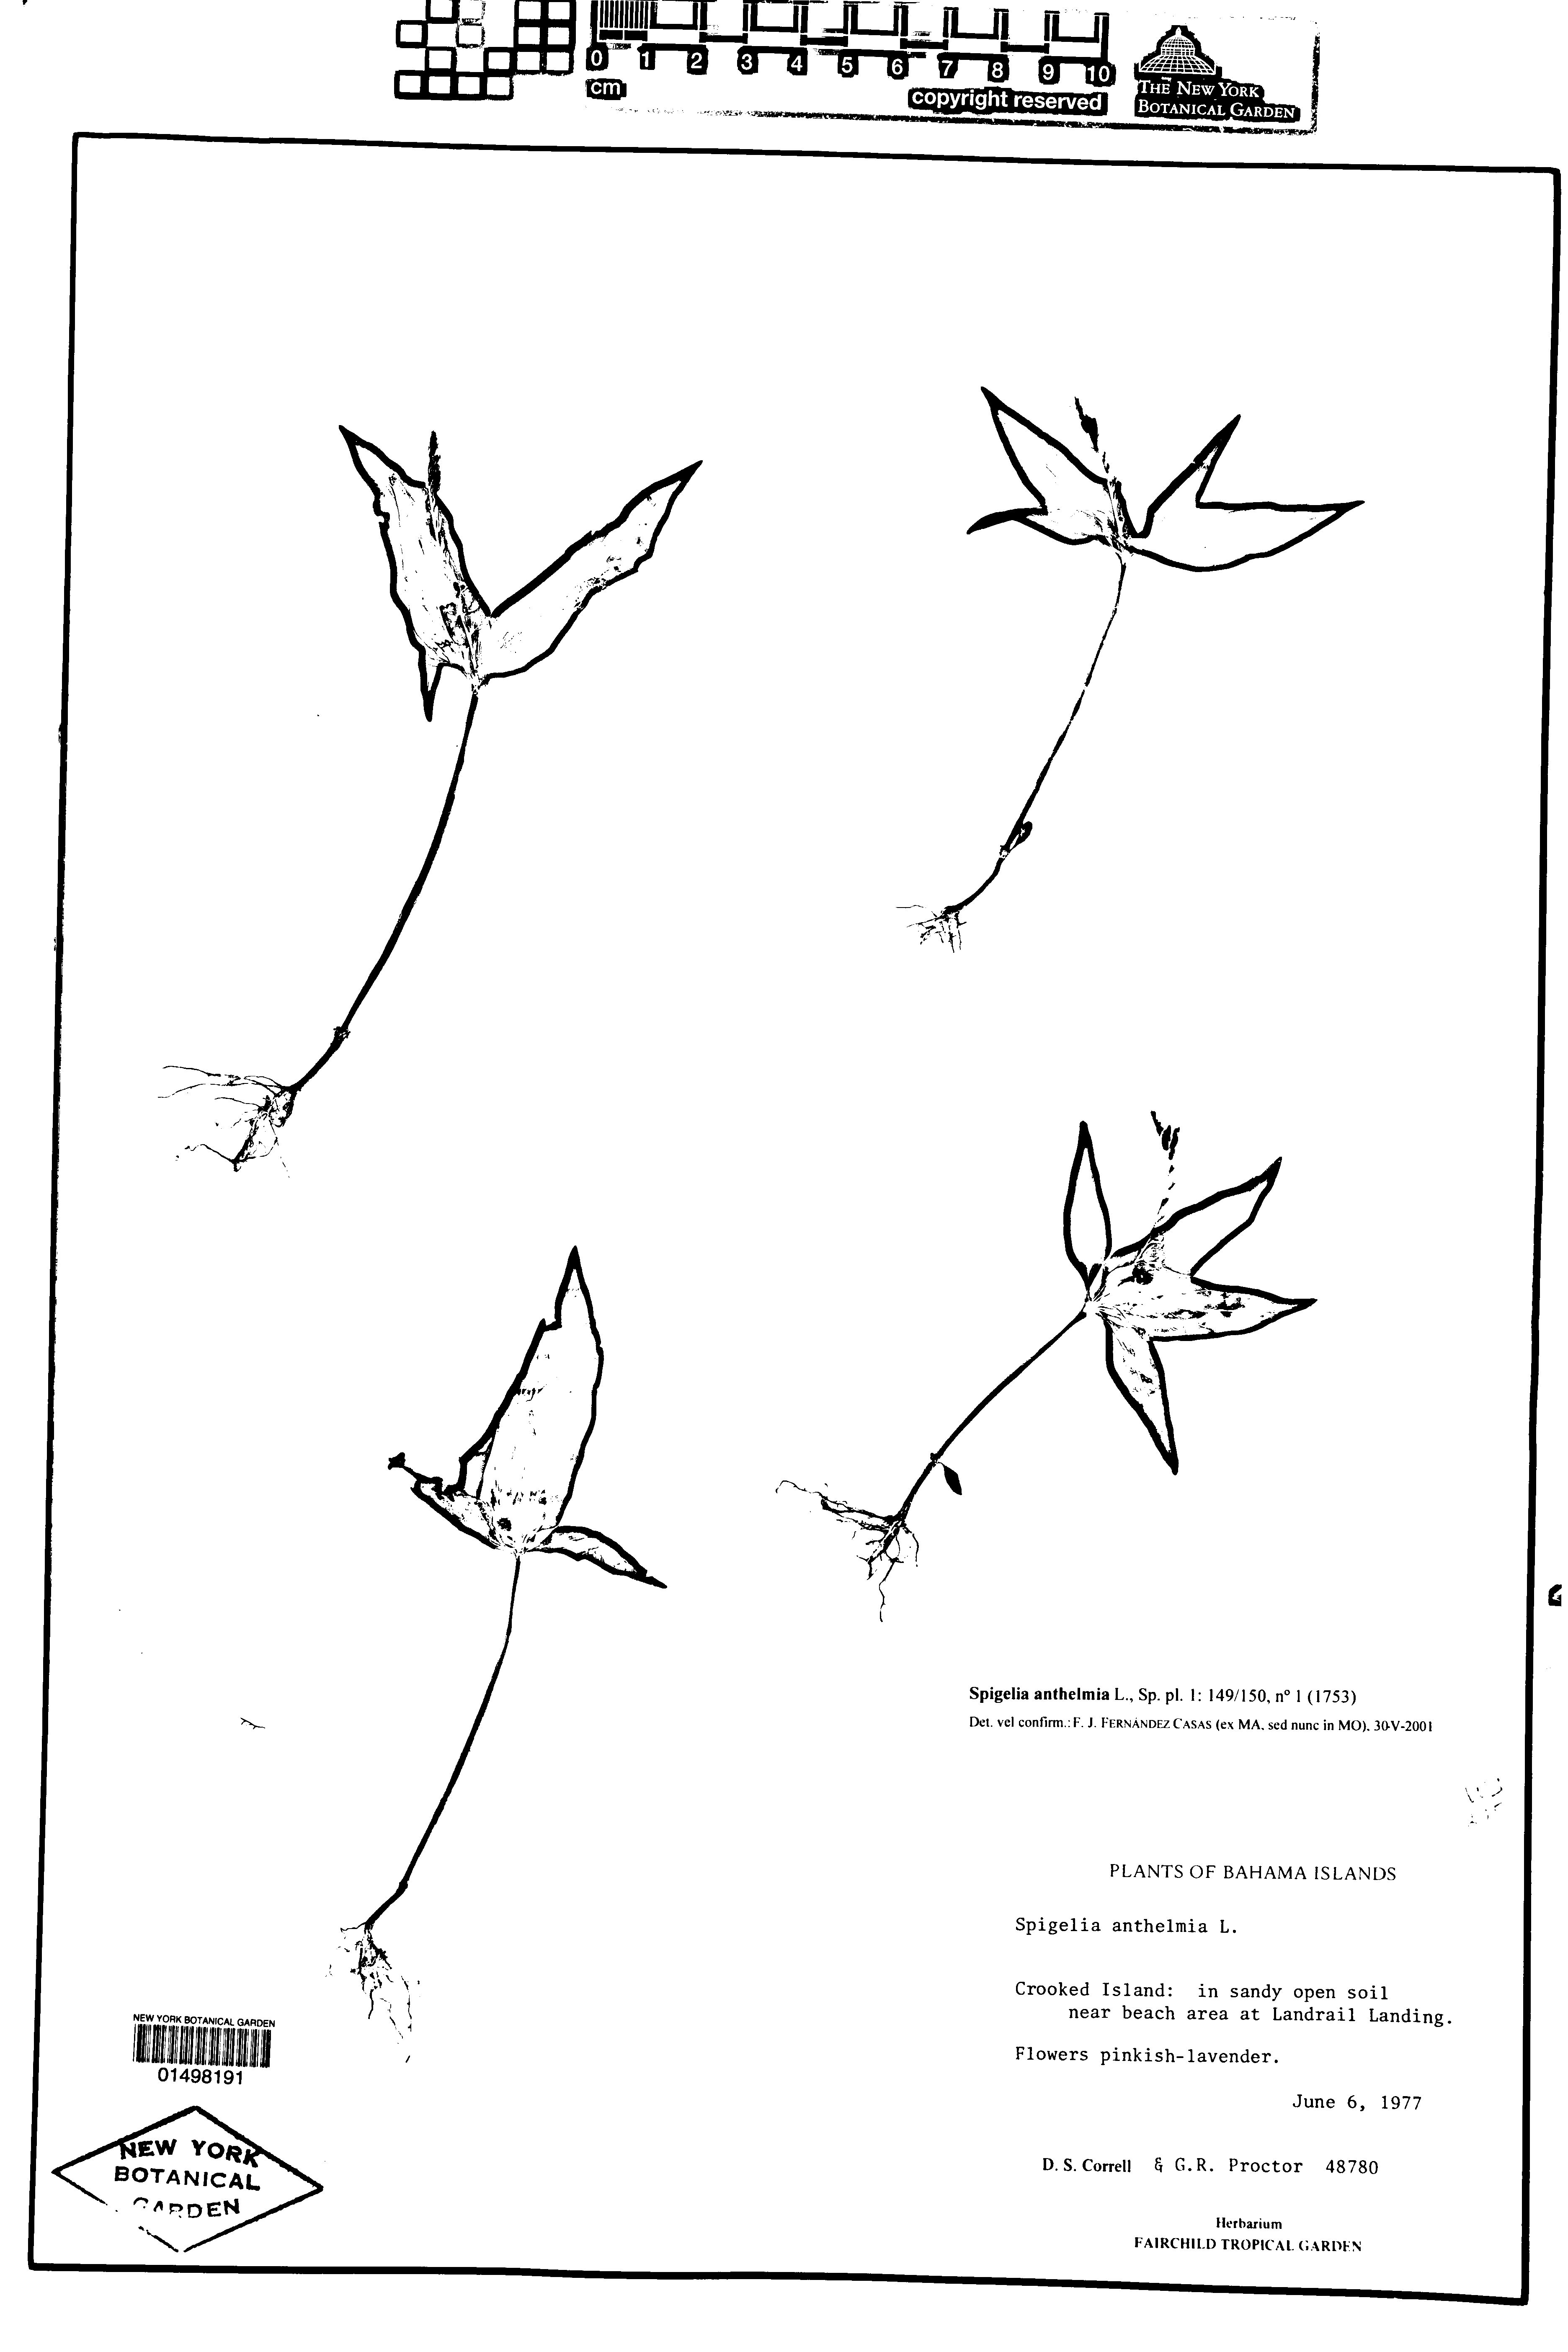 0 1 2 3 4 5 6 7 8 9 10
cm
copyright reserved
THE NEW YORK
BOTANICAL GARDEN
Spigelia anthelmia L., Sp. pl. 1: 149/150, nº 1 (1753)
Det. vel confirm.: F. J. FERNÁNDEZ CASAS (ex MA, sed nunc in MO), 30-V-2001
PLANTS OF BAHAMA ISLANDS
Spigelia anthelmia L.
Crooked Island: in sandy open soil
near beach area at Landrail Landing.
Flowers pinkish-lavender.
June 6, 1977
D. S. Correll & G.R. Proctor 48780
Herbarium
FAIRCHILD TROPICAL GARDEN
NEW YORK BOTANICAL GARDEN
01498191
NEW YORK
BOTANICAL
GARDEN